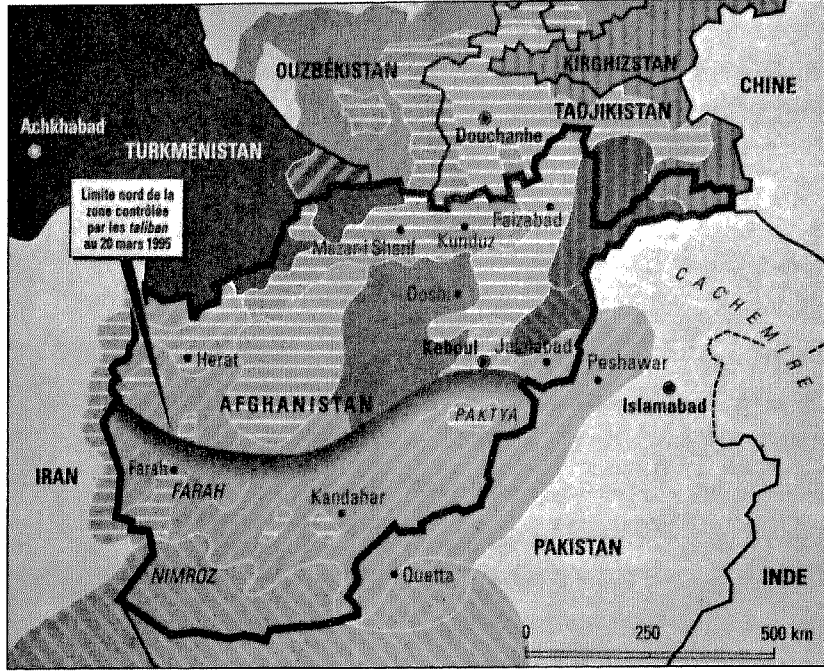 OUZBÉKISTAN
KIRGHIZSTAN
CHINE
TADJIKISTAN
Achkhabad
Douchanbe
TURKMÉNISTAN
Limite nord de la
zone contrôlée
par les taliban
au 20 mars 1995
Faizabad
Mazar-i Sharif
Kunduz
CACHEMIRE
Doshi
Herat
Kaboul
Jalalabad
Peshawar
AFGHANISTAN
PAKTYA
Islamabad
IRAN
Farah
FARAH
Kandahar
PAKISTAN
NIMROZ
Quetta
INDE
0 250 500 km